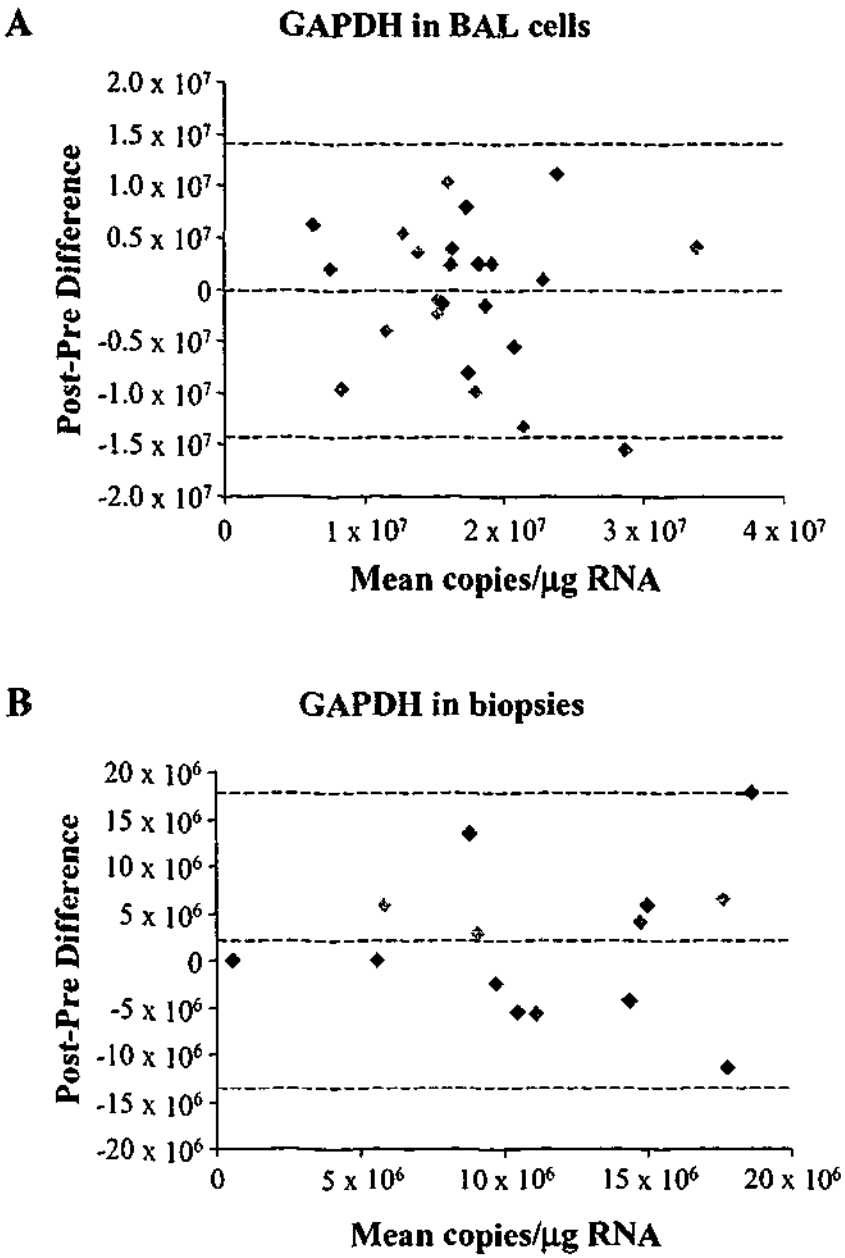 A
GAPDH in BAL cells
2.0 x 10⁷
1.5 x 10⁷
1.0 x 10⁷
0.5 x 10⁷
0
-0.5 x 10⁷
-1.0 x 10⁷
-1.5 x 10⁷
-2.0 x 10⁷
Post-Pre Difference
0 1 x 10⁷ 2 x 10⁷ 3 x 10⁷ 4 x 10⁷
Mean copies/μg RNA
B
GAPDH in biopsies
20 x 10⁶
15 x 10⁶
10 x 10⁶
5 x 10⁶
0
-5 x 10⁶
-10 x 10⁶
-15 x 10⁶
-20 x 10⁶
Post-Pre Difference
0 5 x 10⁶ 10 x 10⁶ 15 x 10⁶ 20 x 10⁶
Mean copies/μg RNA